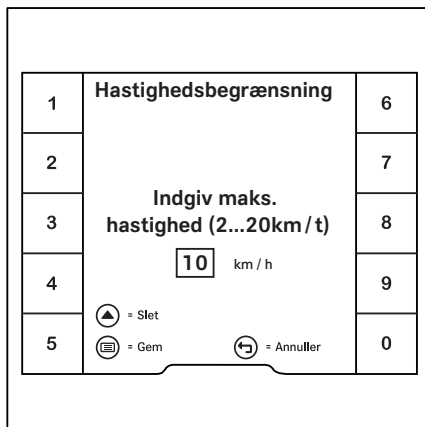 Hastighedsbegrænsning
1
6
2
7
Indgiv maks.
hastighed (2...20km/t)
3
8
10 km/h
4
9
= Slet
5
= Gem
= Annuller
0